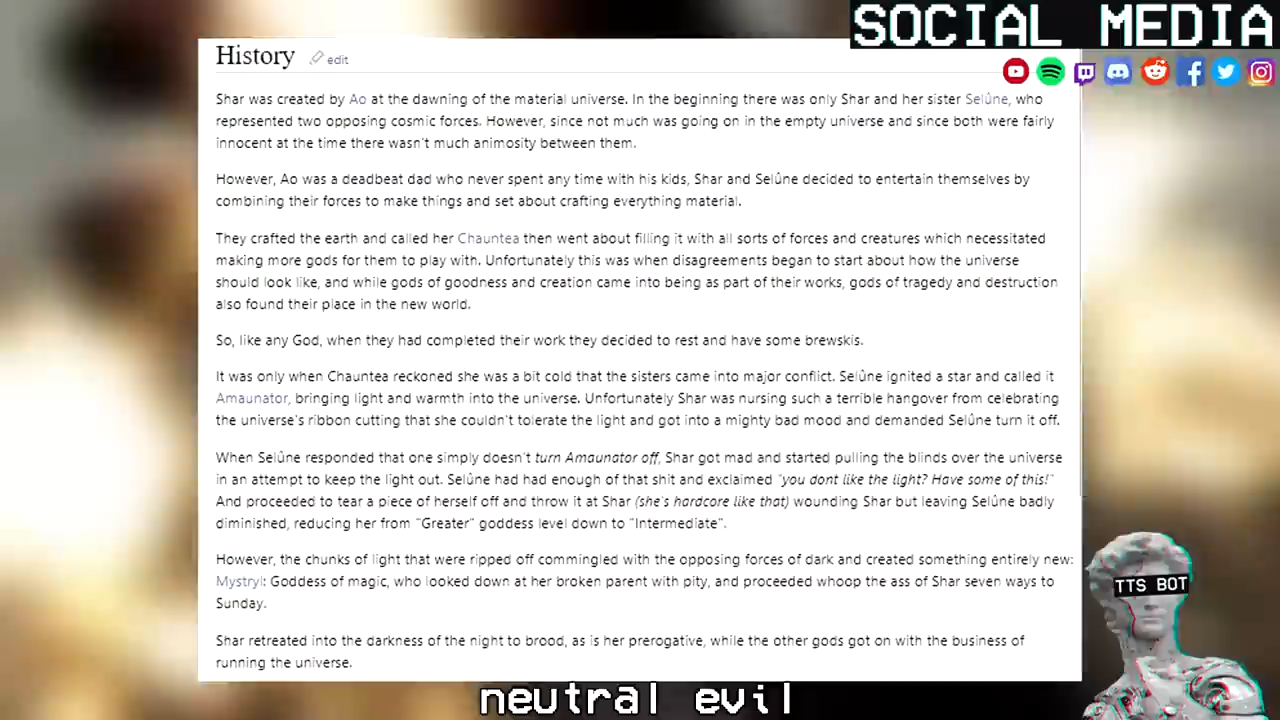 SOCIAL MEDIA
History edit
Shar was created by Ao at the dawning of the material universe. In the beginning there was only Shar and her sister Selûne, who
represented two opposing cosmic forces. However, since not much was going on in the empty universe and since both were fairly
innocent at the time there wasn't much animosity between them.
However, Ao was a deadbeat dad who never spent any time with his kids, Shar and Selûne decided to entertain themselves by
combining their forces to make things and set about crafting everything material.
They crafted the earth and called her Chauntea then went about filling it with all sorts of forces and creatures which necessitated
making more gods for them to play with. Unfortunately this was when disagreements began to start about how the universe
should look like, and while gods of goodness and creation came into being as part of their works, gods of tragedy and destruction
also found their place in the new world.
So, like any God, when they had completed their work they decided to rest and have some brewskis.
It was only when Chauntea reckoned she was a bit cold that the sisters came into major conflict. Selûne ignited a star and called it
Amaunator, bringing light and warmth into the universe. Unfortunately Shar was nursing such a terrible hangover from celebrating
the universe's ribbon cutting that she couldn't tolerate the light and got into a mighty bad mood and demanded Selûne turn it off.
When Selûne responded that one simply doesn't turn Amaunator off, Shar got mad and started pulling the blinds over the universe
in an attempt to keep the light out. Selûne had had enough of that shit and exclaimed "you dont like the light? Have some of this!"
And proceeded to tear a piece of herself off and throw it at Shar (she's hardcore like that) wounding Shar but leaving Selûne badly
diminished, reducing her from "Greater" goddess level down to "Intermediate".
However, the chunks of light that were ripped off commingled with the opposing forces of dark and created something entirely new:
Mystryl: Goddess of magic, who looked down at her broken parent with pity, and proceeded whoop the ass of Shar seven ways to
Sunday.
Shar retreated into the darkness of the night to brood, as is her prerogative, while the other gods got on with the business of
running the universe.
TTS BOT
neutral evil